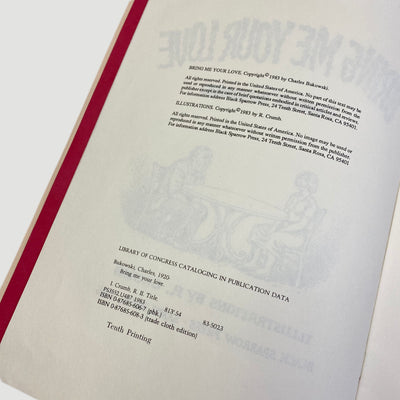 BRING ME YOUR LOVE. Copyright © 1983 by Charles Bukowski.
All rights reserved. Printed in the United States of America. No part of this text may be
used or reproduced in any manner whatsoever without written permission from the
publisher except in the case of brief quotations embodied in critical articles and reviews.
For information address Black Sparrow Press, 24 Tenth Street, Santa Rosa, CA 95401.
ILLUSTRATIONS. Copyright © 1983 by R. Crumb.
All rights reserved. Printed in the United States of America. No image may be used or
reproduced in any manner whatsoever without written permission from the publisher.
For information address Black Sparrow Press, 24 Tenth Street, Santa Rosa, CA 95401
LIBRARY OF CONGRESS CATALOGING IN PUBLICATION DATA
Bukowski, Charles, 1920-
Bring me your love.
I. Crumb, R. II. Title.
PS3552.U4B7 1983 813'.54 83-5023
ISBN 0-87685-606-7 (pbk.)
ISBN 0-87685-608-3 (trade cloth edition)
Tenth Printing